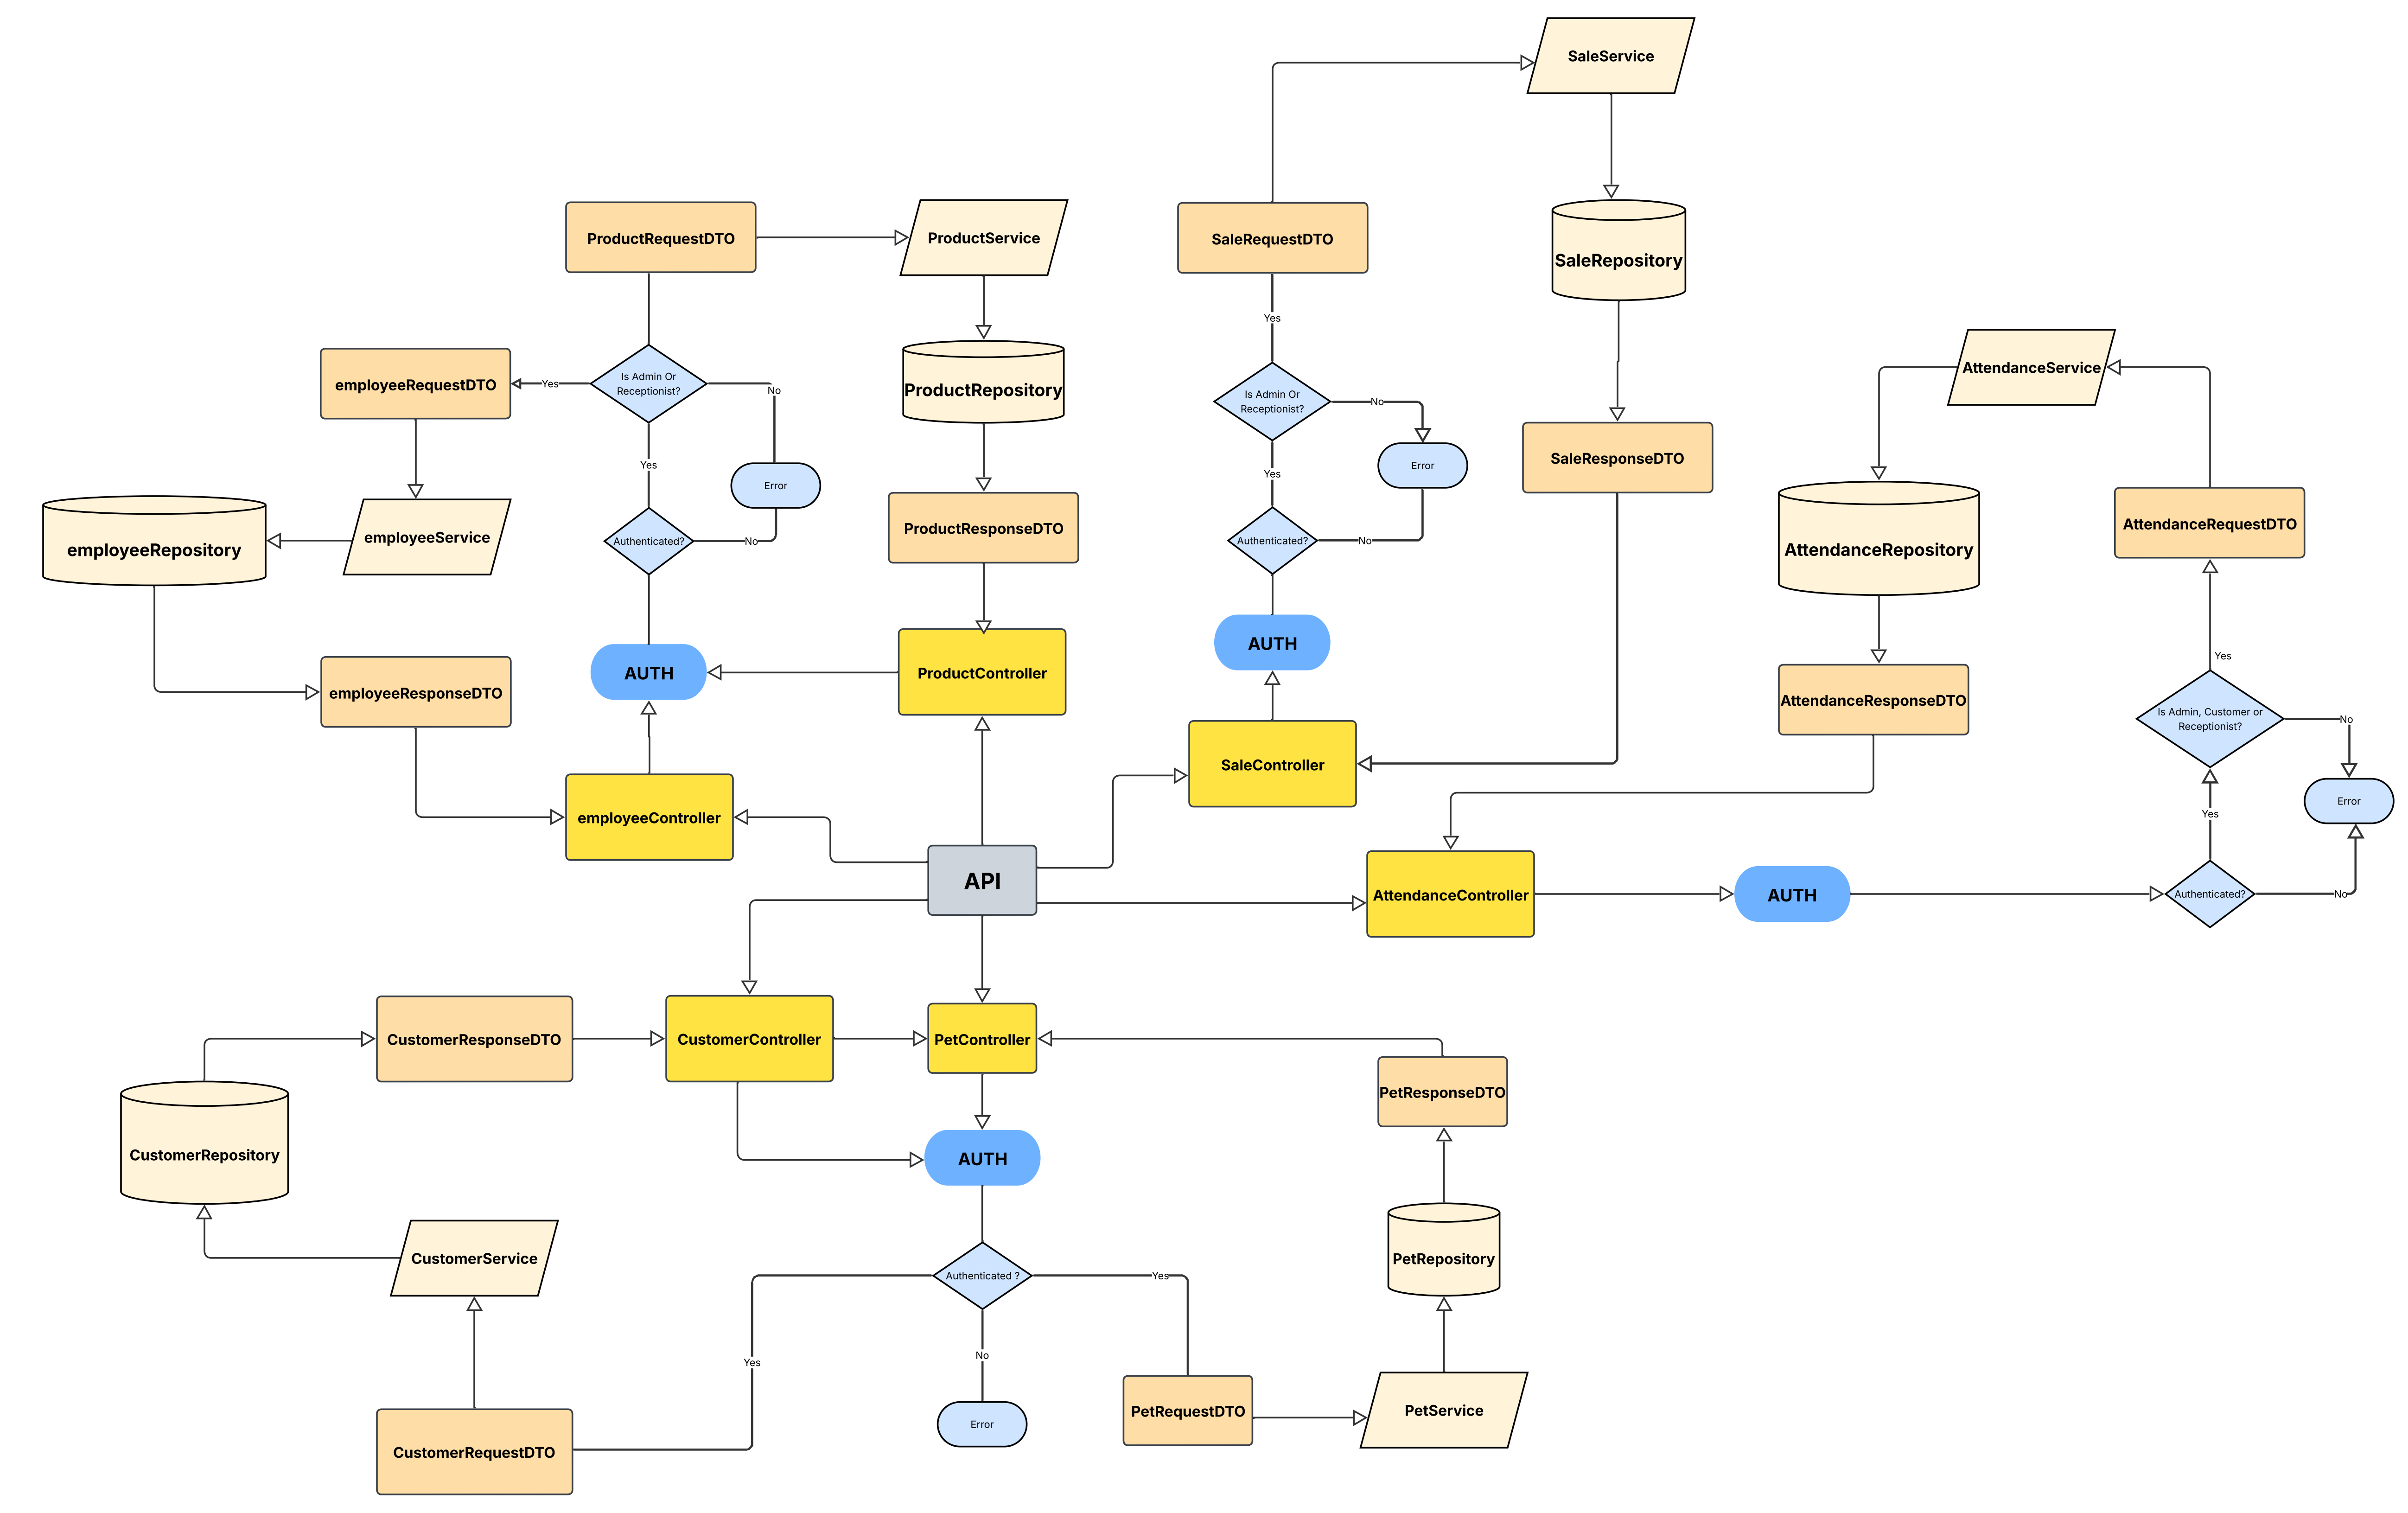 SaleService
ProductRequestDTO
ProductService
SaleRequestDTO
SaleRepository
Yes
employeeRequestDTO
Yes
Is Admin Or
Receptionist?
No
ProductRepository
Is Admin Or
Receptionist?
No
AttendanceService
Yes
Error
Yes
Error
SaleResponseDTO
employeeRepository
employeeService
Authenticated?
No
ProductResponseDTO
Authenticated?
No
AttendanceRepository
AttendanceRequestDTO
AUTH
Yes
employeeResponseDTO
AUTH
ProductController
AttendanceResponseDTO
Is Admin, Customer or
Receptionist?
No
SaleController
employeeController
Yes
Error
API
AttendanceController
AUTH
Authenticated?
No
CustomerResponseDTO
CustomerController
PetController
PetResponseDTO
CustomerRepository
AUTH
CustomerService
PetRepository
Authenticated ?
Yes
Yes
No
CustomerRequestDTO
Error
PetRequestDTO
PetService